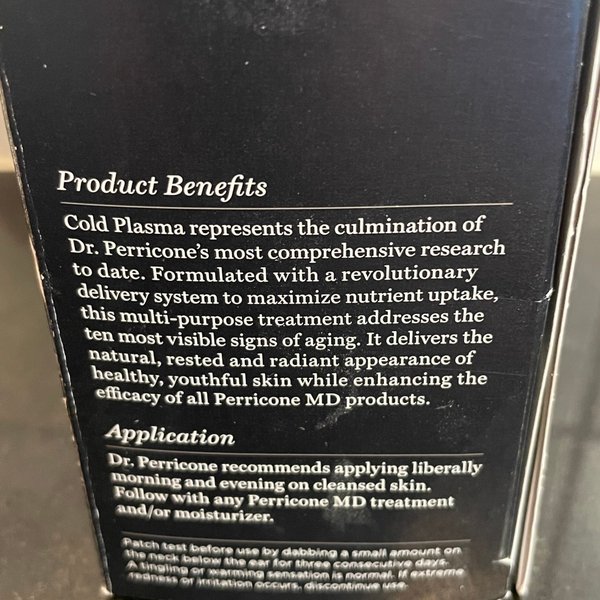 Product Benefits
Cold Plasma represents the culmination of
Dr. Perricone's most comprehensive research
to date. Formulated with a revolutionary
delivery system to maximize nutrient uptake,
this multi-purpose treatment addresses the
ten most visible signs of aging. It delivers the
natural, rested and radiant appearance of
healthy, youthful skin while enhancing the
efficacy of all Perricone MD products.
Application
Dr. Perricone recommends applying liberally
morning and evening on cleansed skin.
Follow with any Perricone MD treatment
and/or moisturizer.
Patch test before use by dabbing a small amount on
the neck below the ear for three consecutive days.
A tingling or warming sensation is normal. If extreme
redness or irritation occurs, discontinue use.